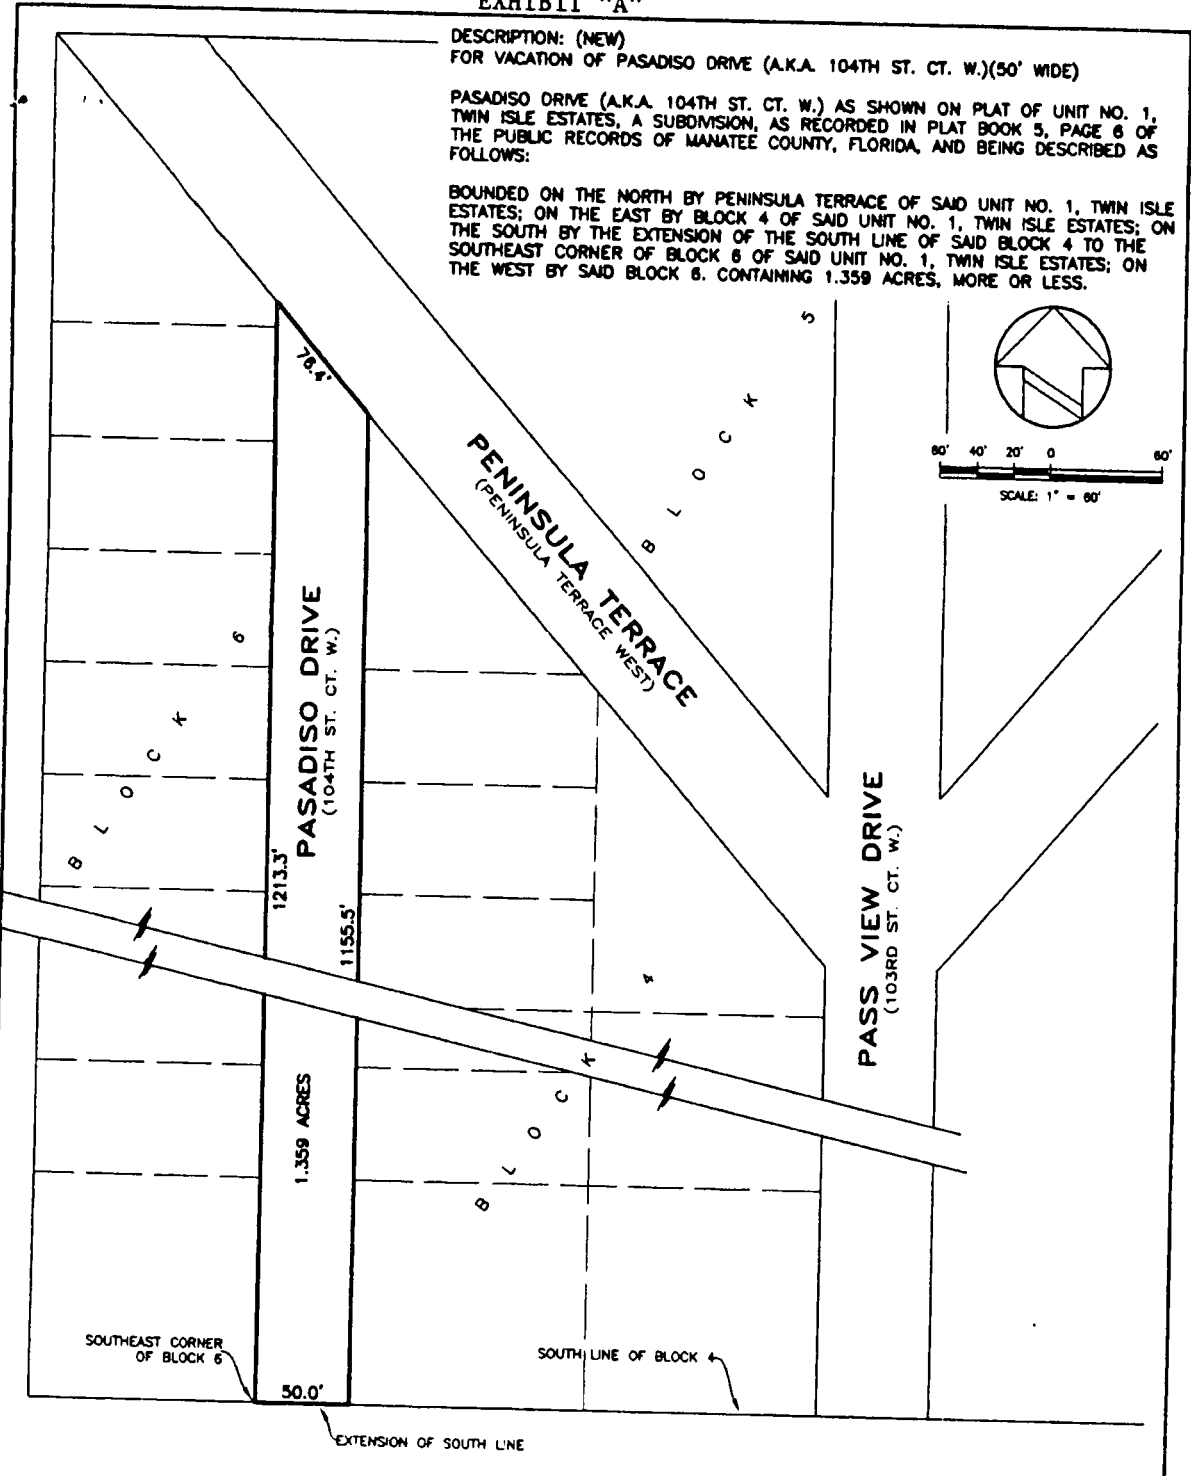 EXHIBIT "A"
DESCRIPTION: (NEW)
FOR VACATION OF PASADISO DRIVE (A.K.A. 104TH ST. CT. W.)(50' WIDE)
PASADISO DRIVE (A.K.A. 104TH ST. CT. W.) AS SHOWN ON PLAT OF UNIT NO. 1,
TWIN ISLE ESTATES, A SUBDIVISION, AS RECORDED IN PLAT BOOK 5, PAGE 6 OF
THE PUBLIC RECORDS OF MANATEE COUNTY, FLORIDA, AND BEING DESCRIBED AS
FOLLOWS:
BOUNDED ON THE NORTH BY PENINSULA TERRACE OF SAID UNIT NO. 1, TWIN ISLE
ESTATES; ON THE EAST BY BLOCK 4 OF SAID UNIT NO. 1, TWIN ISLE ESTATES; ON
THE SOUTH BY THE EXTENSION OF THE SOUTH LINE OF SAID BLOCK 4 TO THE
SOUTHEAST CORNER OF BLOCK 6 OF SAID UNIT NO. 1, TWIN ISLE ESTATES; ON
THE WEST BY SAID BLOCK 6. CONTAINING 1.359 ACRES, MORE OR LESS.
76.4'
BLOCK 5
60' 40' 20' 0 60'
SCALE: 1" = 60'
PENINSULA TERRACE
(PENINSULA TERRACE WEST)
BLOCK 6
PASADISO DRIVE
(104TH ST. CT. W.)
1213.3'
1155.5'
PASS VIEW DRIVE
(103RD ST. CT. W.)
BLOCK 4
1.359 ACRES
SOUTHEAST CORNER
OF BLOCK 6
SOUTH LINE OF BLOCK 4
50.0'
EXTENSION OF SOUTH LINE